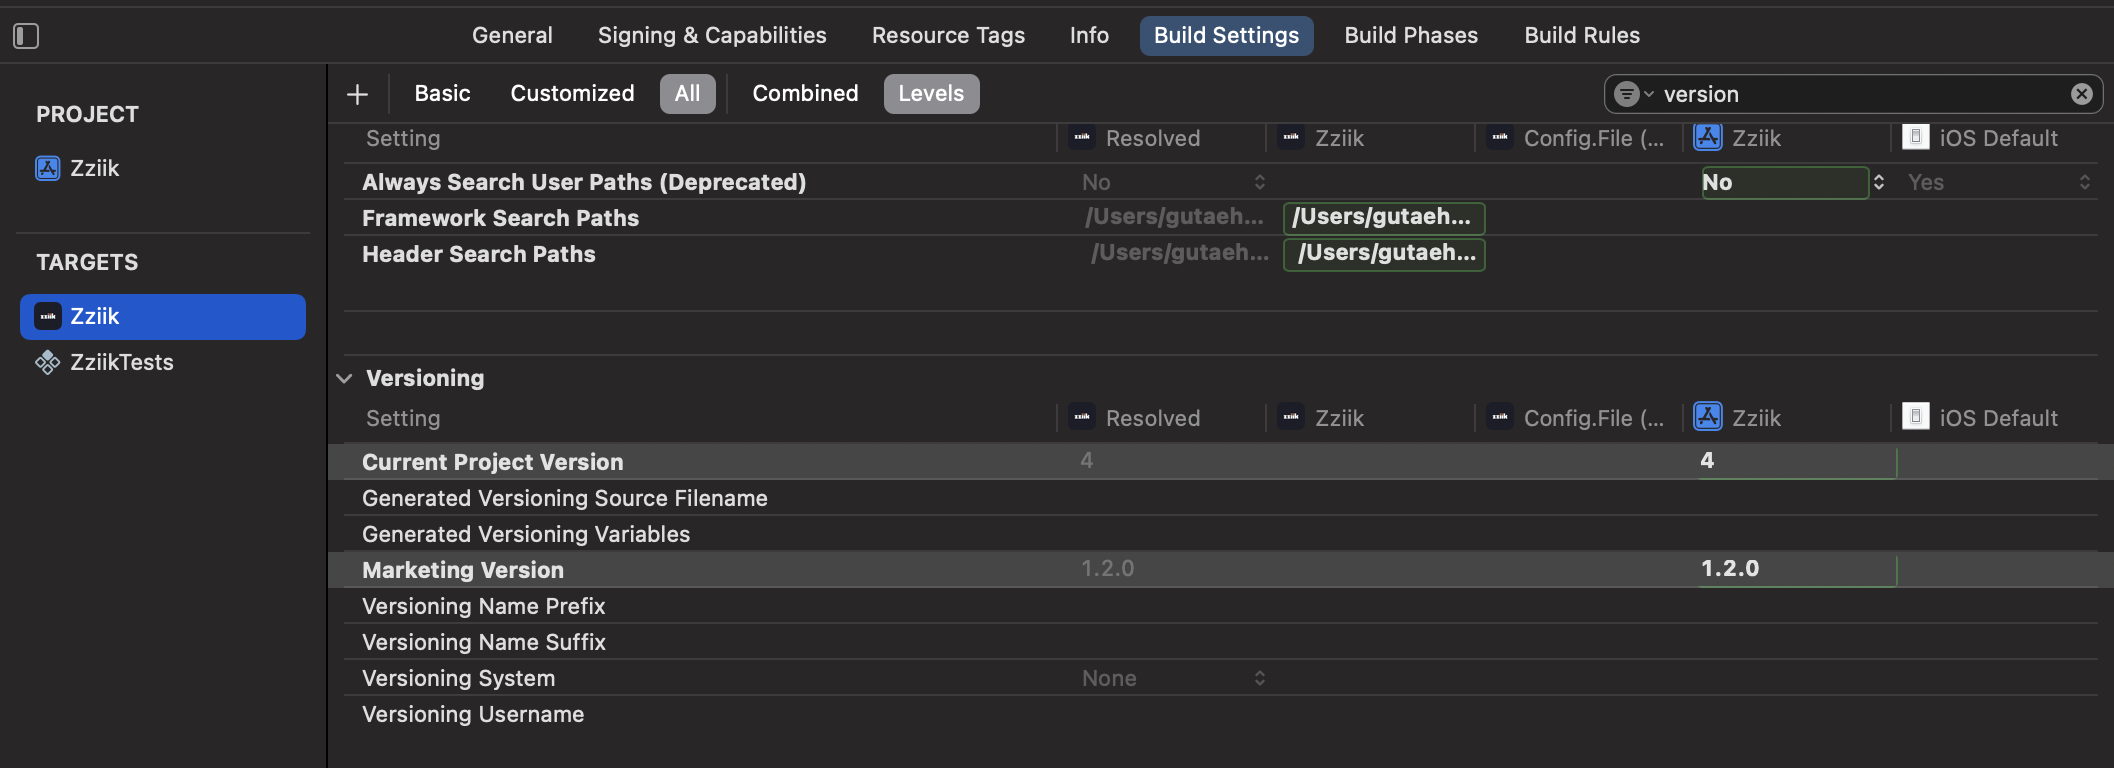 General Signing & Capabilities Resource Tags Info Build Settings Build Phases Build Rules
PROJECT
Zziik
TARGETS
Zziik
ZziikTests
Basic Customized All Combined Levels version
Setting Resolved Zziik Config.File (... Zziik iOS Default
Always Search User Paths (Deprecated) No No Yes
Framework Search Paths /Users/gutaeh... /Users/gutaeh...
Header Search Paths /Users/gutaeh... /Users/gutaeh...
Versioning
Setting Resolved Zziik Config.File (... Zziik iOS Default
Current Project Version 4 4
Generated Versioning Source Filename
Generated Versioning Variables
Marketing Version 1.2.0 1.2.0
Versioning Name Prefix
Versioning Name Suffix
Versioning System None
Versioning Username